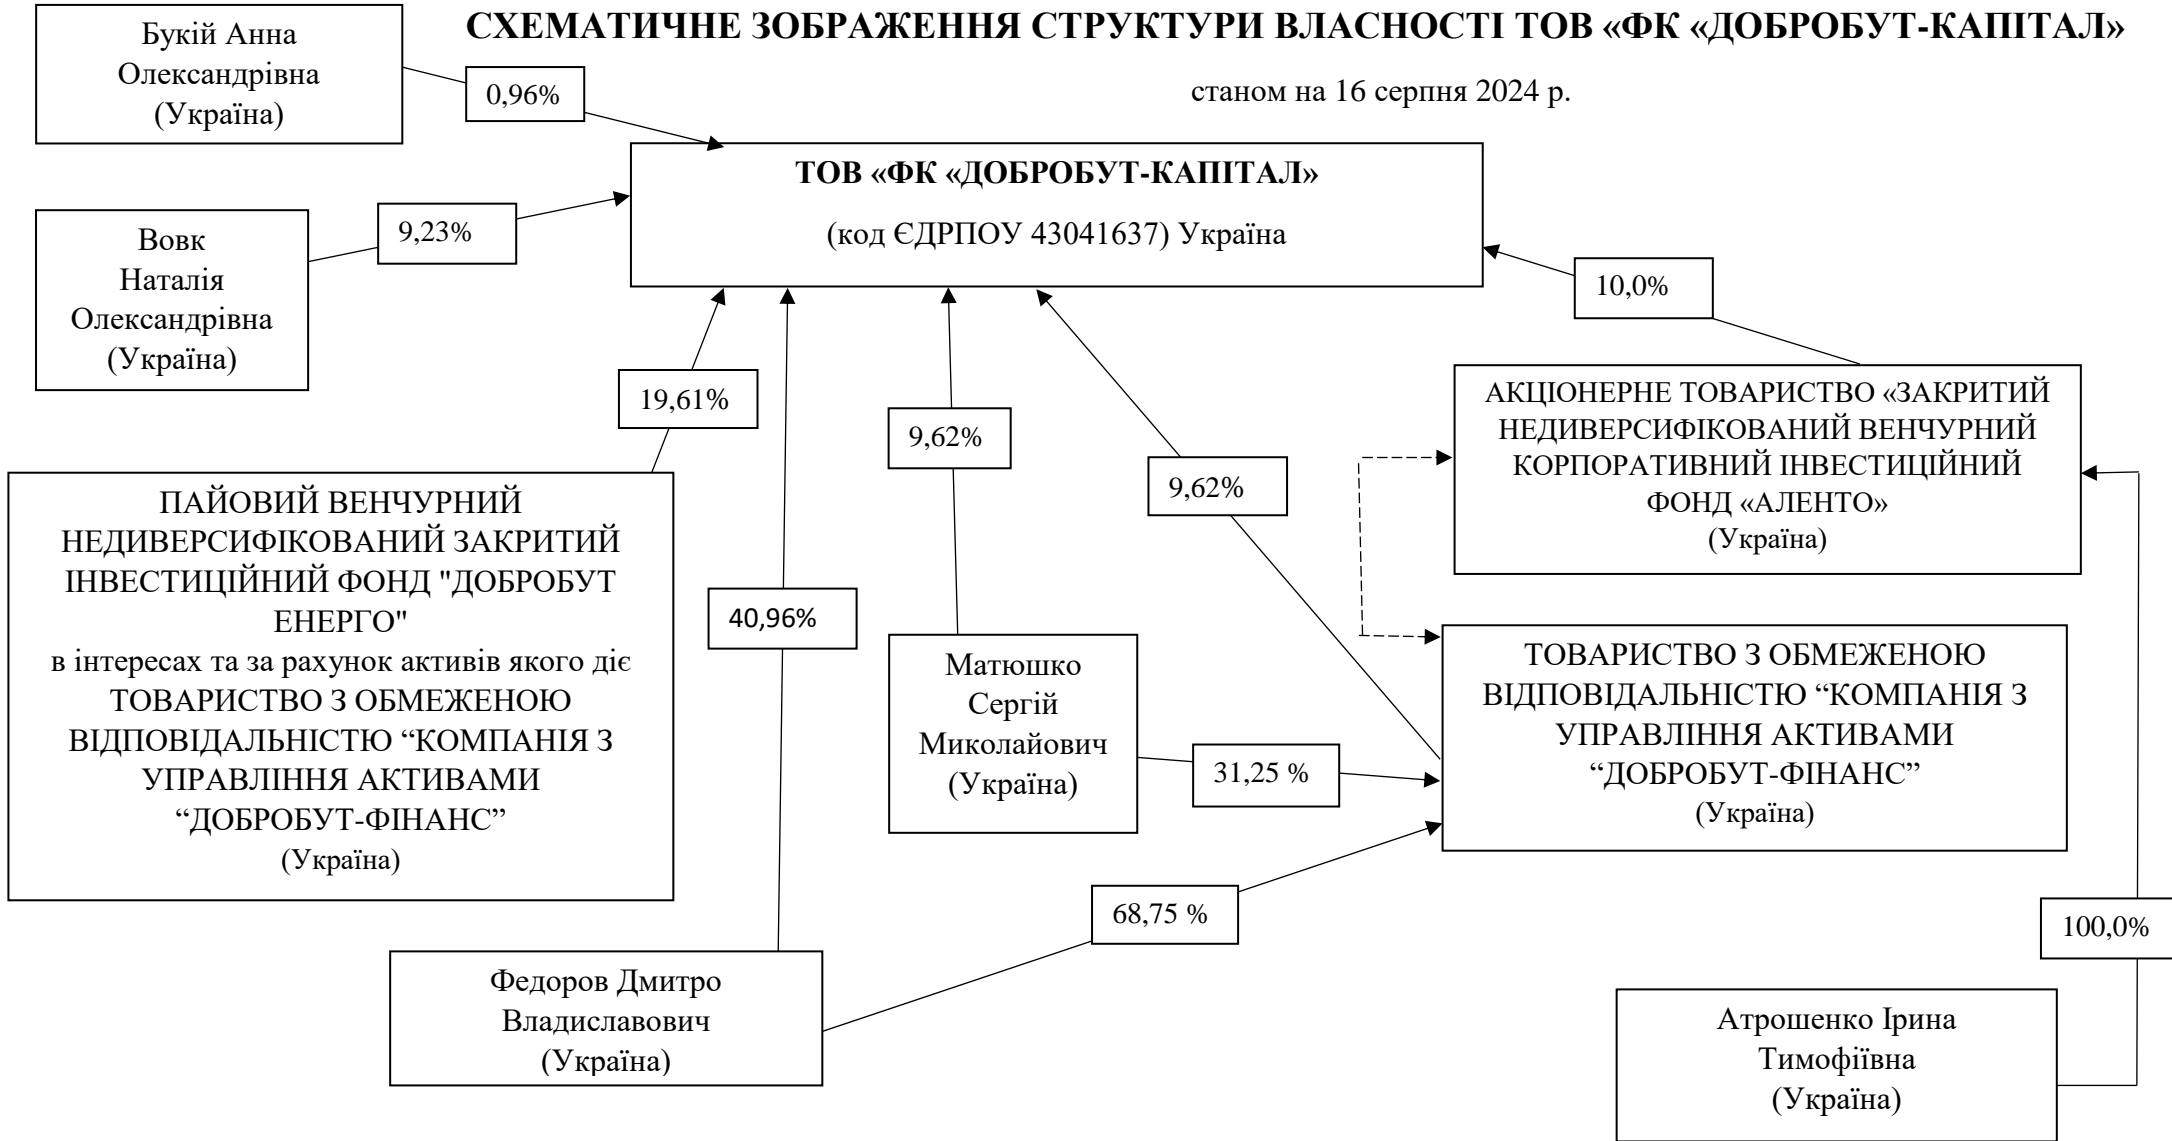 СХЕМАТИЧНЕ ЗОБРАЖЕННЯ СТРУКТУРИ ВЛАСНОСТІ ТОВ «ФК «ДОБРОБУТ-КАПІТАЛ»
станом на 16 серпня 2024 р.
Букій Анна
Олександрівна
(Україна)
0,96%
ТОВ «ФК «ДОБРОБУТ-КАПІТАЛ»
(код ЄДРПОУ 43041637) Україна
Вовк
Наталія
Олександрівна
(Україна)
9,23%
10,0%
19,61%
9,62%
9,62%
40,96%
АКЦІОНЕРНЕ ТОВАРИСТВО «ЗАКРИТИЙ
НЕДИВЕРСИФІКОВАНИЙ ВЕНЧУРНИЙ
КОРПОРАТИВНИЙ ІНВЕСТИЦІЙНИЙ
ФОНД «АЛЕНТО»
(Україна)
ПАЙОВИЙ ВЕНЧУРНИЙ
НЕДИВЕРСИФІКОВАНИЙ ЗАКРИТИЙ
ІНВЕСТИЦІЙНИЙ ФОНД "ДОБРОБУТ
ЕНЕРГО"
в інтересах та за рахунок активів якого діє
ТОВАРИСТВО З ОБМЕЖЕНОЮ
ВІДПОВІДАЛЬНІСТЮ “КОМПАНІЯ З
УПРАВЛІННЯ АКТИВАМИ
“ДОБРОБУТ-ФІНАНС”
(Україна)
Матюшко
Сергій
Миколайович
(Україна)
31,25 %
ТОВАРИСТВО З ОБМЕЖЕНОЮ
ВІДПОВІДАЛЬНІСТЮ “КОМПАНІЯ З
УПРАВЛІННЯ АКТИВАМИ
“ДОБРОБУТ-ФІНАНС”
(Україна)
68,75 %
100,0%
Федоров Дмитро
Владиславович
(Україна)
Атрошенко Ірина
Тимофіївна
(Україна)